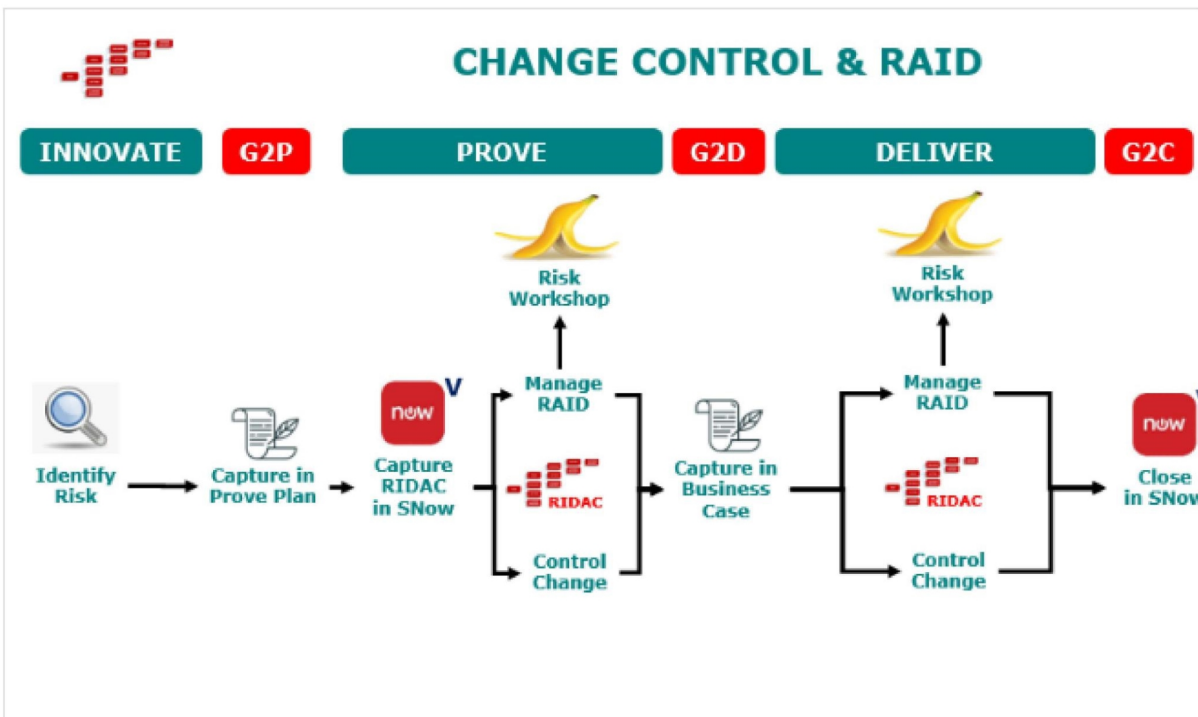 CHANGE CONTROL & RAID
INNOVATE
G2P
PROVE
G2D
DELIVER
G2C
Risk
Workshop
Risk
Workshop
Manage
RAID
Manage
RAID
now
V
now
Identify
Risk
Capture in
Prove Plan
Capture
RIDAC
in SNow
RIDAC
Capture in
Business
Case
RIDAC
Close
in SNow
Control
Change
Control
Change